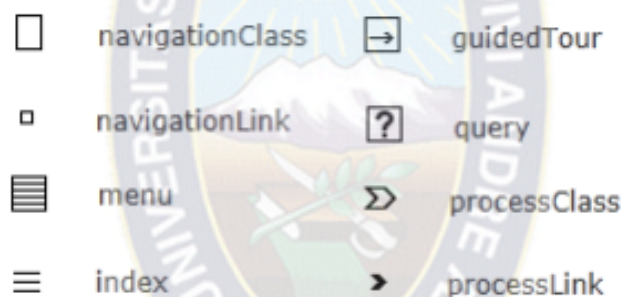 navigationClass
guidedTour
navigationLink
?
query
menu
processClass
index
processLink